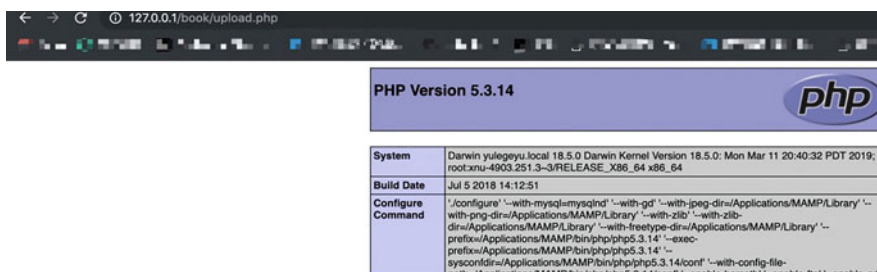 127.0.0.1/book/upload.php
PHP Version 5.3.14
php
System
Darwin yulegeyu.local 18.5.0 Darwin Kernel Version 18.5.0: Mon Mar 11 20:40:32 PDT 2019;
root:xnu-4903.251.3~3/RELEASE_X86_64 x86_64
Build Date
Jul 5 2018 14:12:51
Configure
Command
'./configure' '--with-mysql=mysqlnd' '--with-gd' '--with-jpeg-dir=/Applications/MAMP/Library' '--
with-png-dir=/Applications/MAMP/Library' '--with-zlib' '--with-zlib-
dir=/Applications/MAMP/Library' '--with-freetype-dir=/Applications/MAMP/Library' '--
prefix=/Applications/MAMP/bin/php/php5.3.14' '--exec-
prefix=/Applications/MAMP/bin/php/php5.3.14' '--
sysconfdir=/Applications/MAMP/bin/php/php5.3.14/conf' '--with-config-file-